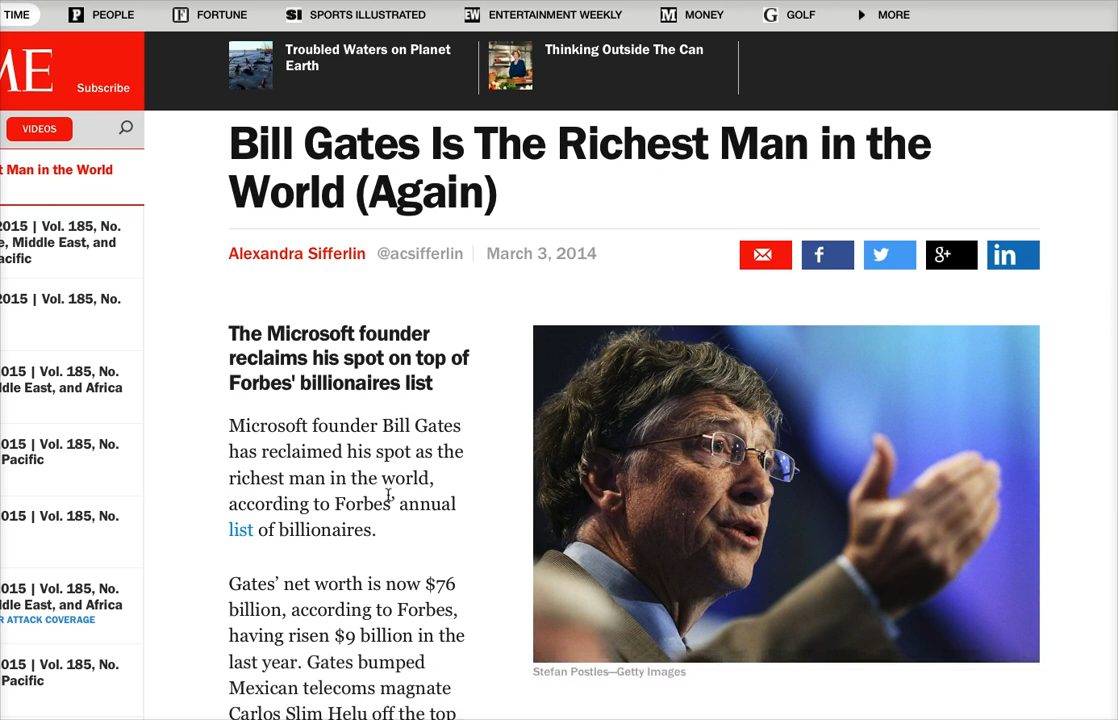 TIME
PEOPLE
FORTUNE
SPORTS ILLUSTRATED
EW
ENTERTAINMENT WEEKLY
MONEY
GOLF
MORE
ME
Subscribe
Troubled Waters on Planet
Earth
Thinking Outside The Can
VIDEOS
t Man in the World
2015 | Vol. 185, No.
e, Middle East, and
acific
2015 | Vol. 185, No.
015 | Vol. 185, No.
ddle East, and Africa
015 | Vol. 185, No.
Pacific
015 | Vol. 185, No.
015 | Vol. 185, No.
ddle East, and Africa
R ATTACK COVERAGE
015 | Vol. 185, No.
Pacific
Bill Gates Is The Richest Man in the
World (Again)
Alexandra Sifferlin @acsifferlin March 3, 2014
The Microsoft founder
reclaims his spot on top of
Forbes' billionaires list
Microsoft founder Bill Gates
has reclaimed his spot as the
richest man in the world,
according to Forbes’ annual
list of billionaires.
Gates’ net worth is now $76
billion, according to Forbes,
having risen $9 billion in the
last year. Gates bumped
Mexican telecoms magnate
Carlos Slim Helu off the top
Stefan Postles—Getty Images